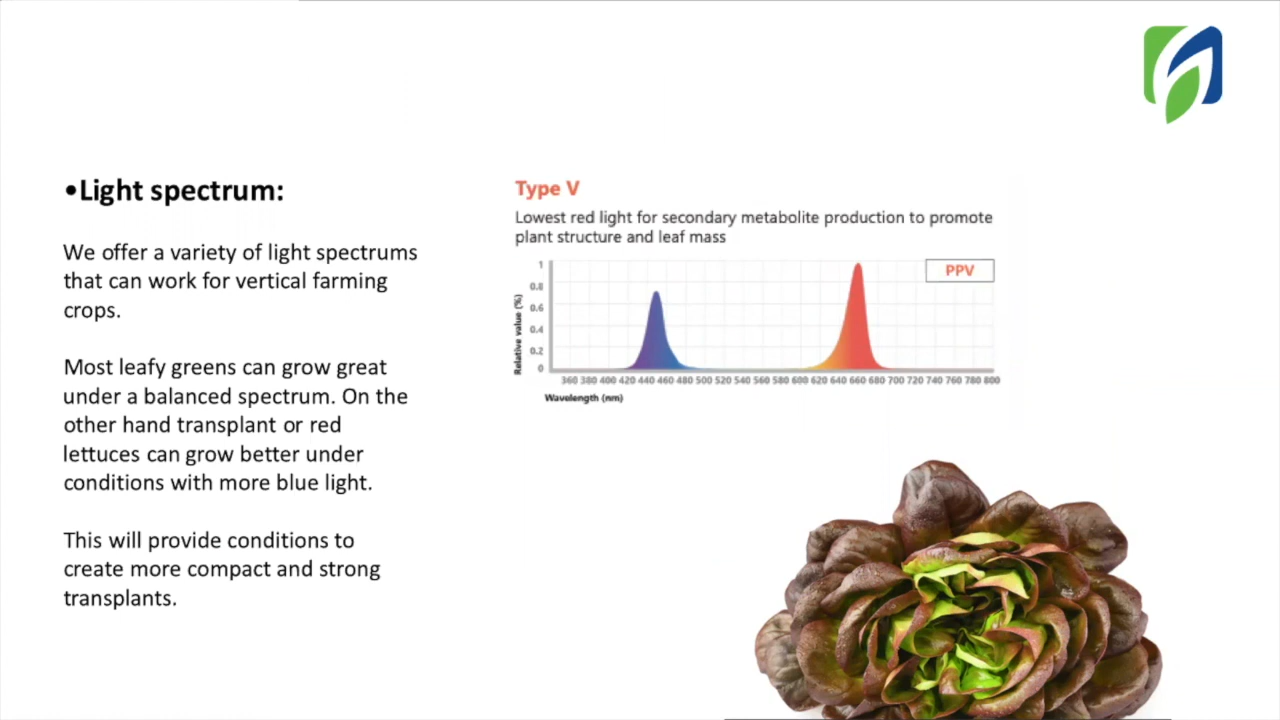 •Light spectrum:
We offer a variety of light spectrums
that can work for vertical farming
crops.
Most leafy greens can grow great
under a balanced spectrum. On the
other hand transplant or red
lettuces can grow better under
conditions with more blue light.
This will provide conditions to
create more compact and strong
transplants.
Type V
Lowest red light for secondary metabolite production to promote
plant structure and leaf mass
PPV
Relative value (%)
1
0.8
0.6
0.4
0.2
0
360 380 400 420 440 460 480 500 520 540 560 580 600 620 640 660 680 700 720 740 760 780 800
Wavelength (nm)